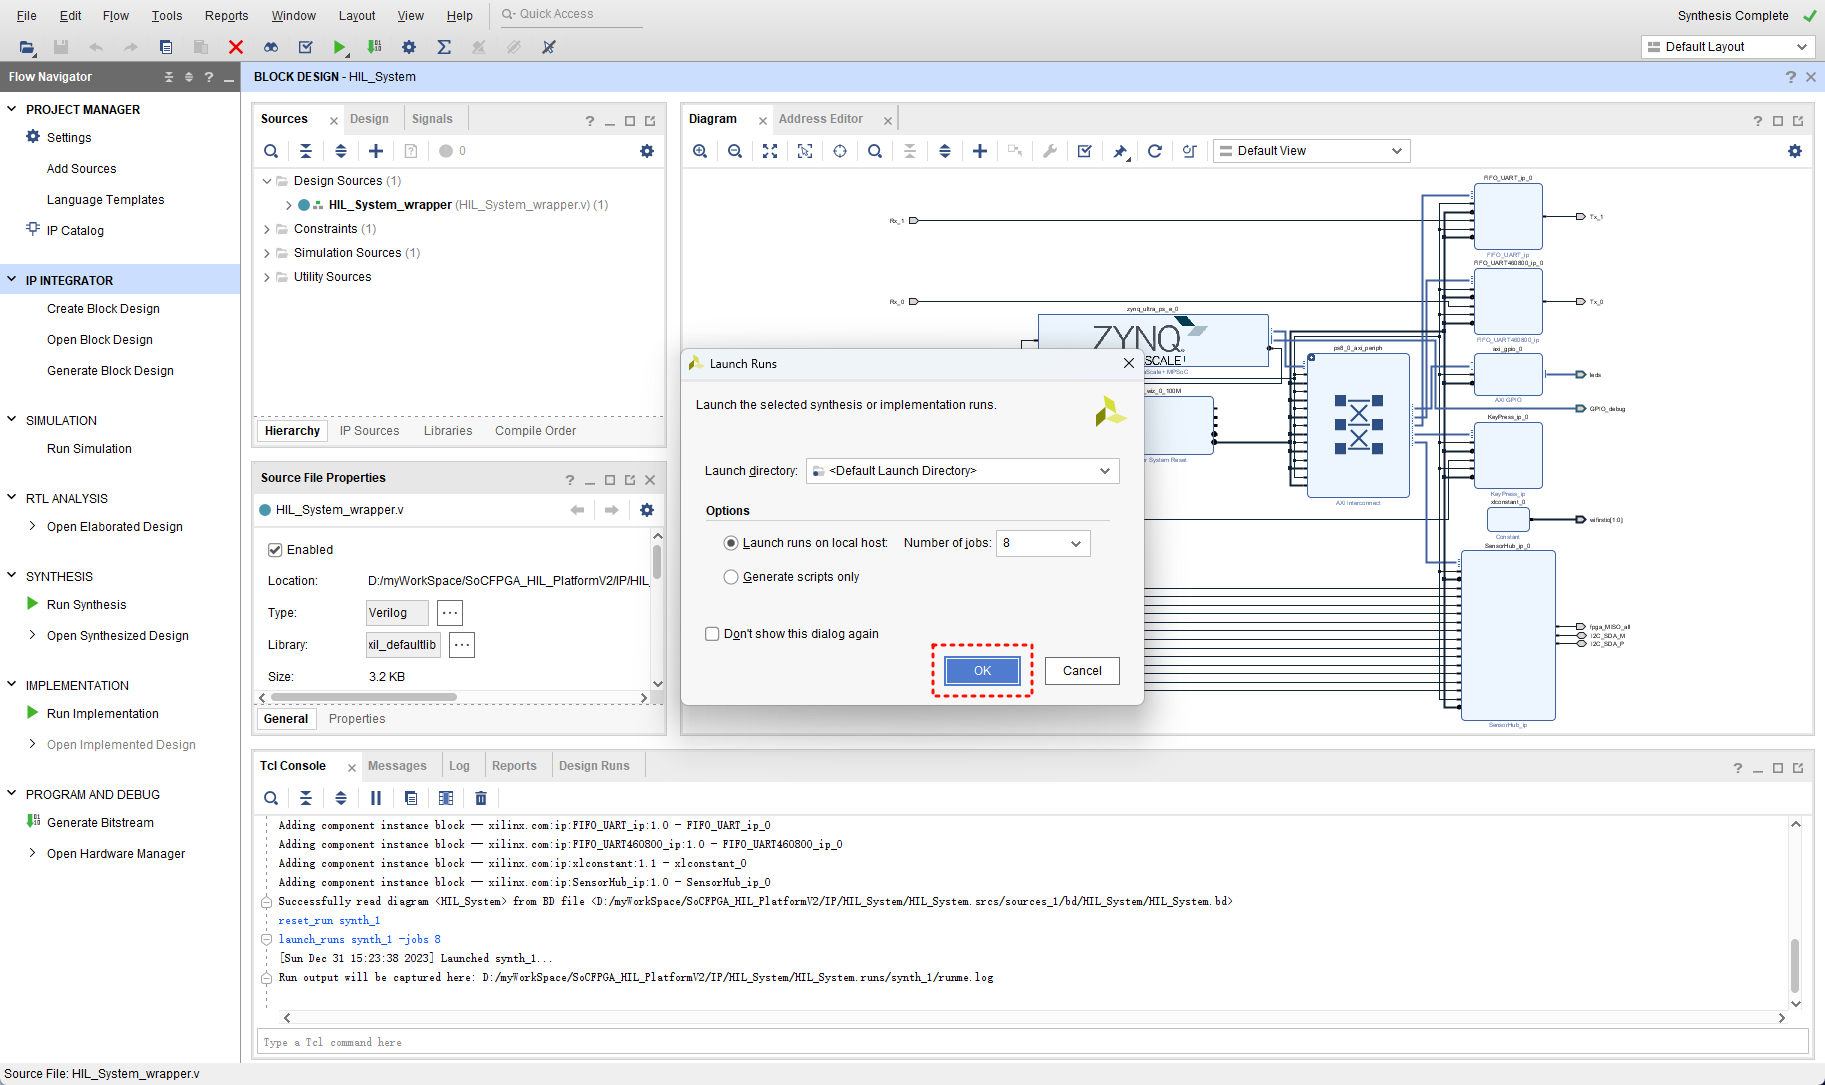 File Edit Flow Tools Reports Window Layout View Help Quick Access
Synthesis Complete
Default Layout
Flow Navigator
PROJECT MANAGER
Settings
Add Sources
Language Templates
IP Catalog
IP INTEGRATOR
Create Block Design
Open Block Design
Generate Block Design
SIMULATION
Run Simulation
RTL ANALYSIS
Open Elaborated Design
SYNTHESIS
Run Synthesis
Open Synthesized Design
IMPLEMENTATION
Run Implementation
Open Implemented Design
PROGRAM AND DEBUG
Generate Bitstream
Open Hardware Manager
BLOCK DESIGN - HIL_System
Sources Design Signals
0
Design Sources (1)
HIL_System_wrapper (HIL_System_wrapper.v) (1)
Constraints (1)
Simulation Sources (1)
Utility Sources
Hierarchy IP Sources Libraries Compile Order
Source File Properties
HIL_System_wrapper.v
Enabled
Location: D:/myWorkSpace/SoCFPGA_HIL_PlatformV2/IP/HIL_
Type: Verilog
Library: xil_defaultlib
Size: 3.2 KB
General Properties
Diagram Address Editor
Default View
FIFO_UART_ip_0
Rx_1
Tx_1
FIFO_UART_ip
FIFO_UART460800_ip_0
Rx_0
Tx_0
zynq_ultra_ps_e_0
ZYNQ
SCALE+
Scale+ MPSoC
FIFO_UART460800_ip
ps8_0_axi_periph
axi_gpio_0
leds
AXI GPIO
GPIO_debug
wiz_0_100M
KeyPress_ip_0
r System Reset
KeyPress_ip
AXI Interconnect
xlconstant_0
Constant
SensorHub_ip_0
fpga_MISO_all
I2C_SDA_M
I2C_SDA_P
SensorHub_ip
Launch Runs
Launch the selected synthesis or implementation runs.
Launch directory: <Default Launch Directory>
Options
Launch runs on local host: Number of jobs: 8
Generate scripts only
Don't show this dialog again
OK Cancel
Tcl Console Messages Log Reports Design Runs
Adding component instance block -- xilinx.com:ip:FIFO_UART_ip:1.0 - FIFO_UART_ip_0
Adding component instance block -- xilinx.com:ip:FIFO_UART460800_ip:1.0 - FIFO_UART460800_ip_0
Adding component instance block -- xilinx.com:ip:xlconstant:1.1 - xlconstant_0
Adding component instance block -- xilinx.com:ip:SensorHub_ip:1.0 - SensorHub_ip_0
Successfully read diagram <HIL_System> from BD file <D:/myWorkSpace/SoCFPGA_HIL_PlatformV2/IP/HIL_System/HIL_System.srcs/sources_1/bd/HIL_System/HIL_System.bd>
reset_run synth_1
launch_runs synth_1 -jobs 8
[Sun Dec 31 15:23:38 2023] Launched synth_1...
Run output will be captured here: D:/myWorkSpace/SoCFPGA_HIL_PlatformV2/IP/HIL_System/HIL_System.runs/synth_1/runme.log
Type a Tcl command here
Source File: HIL_System_wrapper.v